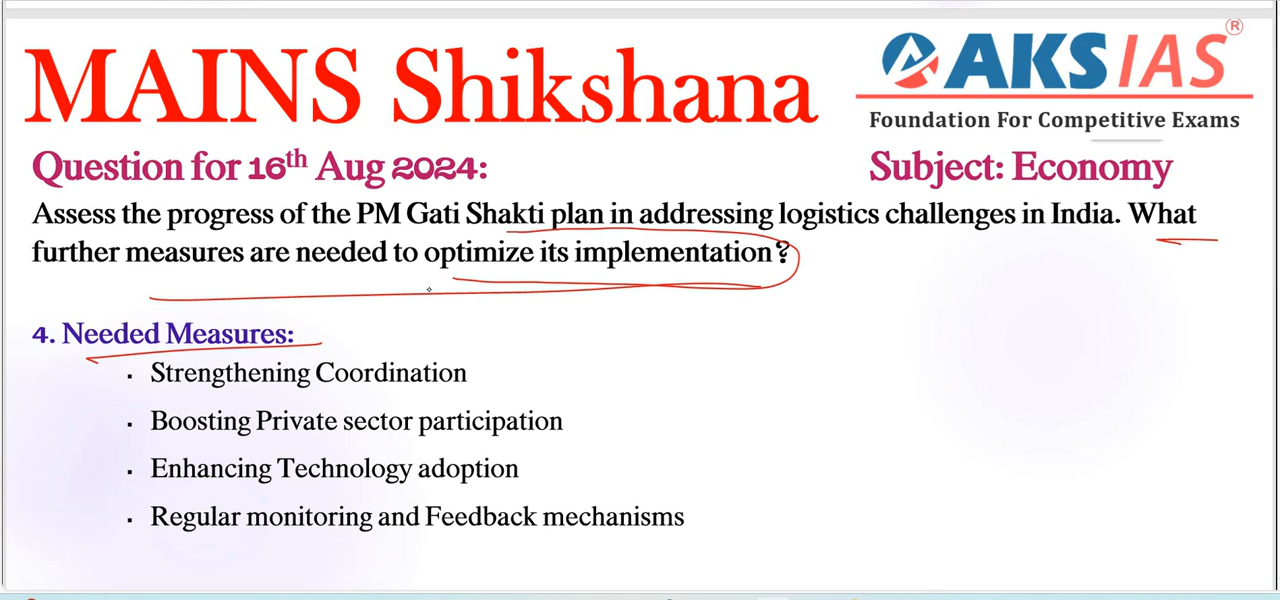 MAINS Shikshana
AKS IAS ®
Foundation For Competitive Exams
Question for 16th Aug 2024:
Subject: Economy
Assess the progress of the PM Gati Shakti plan in addressing logistics challenges in India. What
further measures are needed to optimize its implementation?
4. Needed Measures:
▪ Strengthening Coordination
▪ Boosting Private sector participation
▪ Enhancing Technology adoption
▪ Regular monitoring and Feedback mechanisms